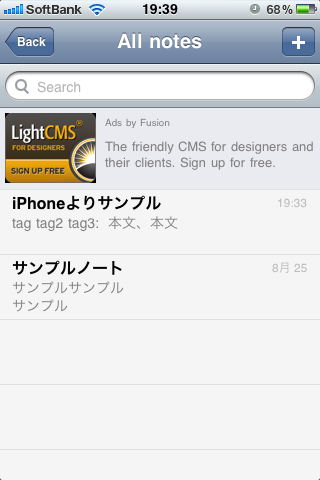 SoftBank 19:39 68%
Back All notes +
Search
LightCMS®
FOR DESIGNERS
SIGN UP FREE
Ads by Fusion
The friendly CMS for designers and
their clients. Sign up for free.
iPhoneよりサンプル 19:33
tag tag2 tag3: 本文、本文
サンプルノート 8月 25
サンプルサンプル
サンプル